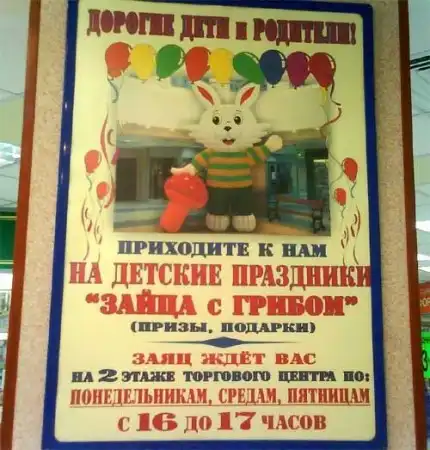 ДОРОГИЕ ДЕТИ и РОДИТЕЛИ!
ПРИХОДИТЕ К НАМ
НА ДЕТСКИЕ ПРАЗДНИКИ
"ЗАЙЦА С ГРИБОМ"
(ПРИЗЫ, ПОДАРКИ)
ЗАЯЦ ЖДЁТ ВАС
НА 2 ЭТАЖЕ ТОРГОВОГО ЦЕНТРА ПО:
ПОНЕДЕЛЬНИКАМ, СРЕДАМ, ПЯТНИЦАМ
С 16 ДО 17 ЧАСОВ